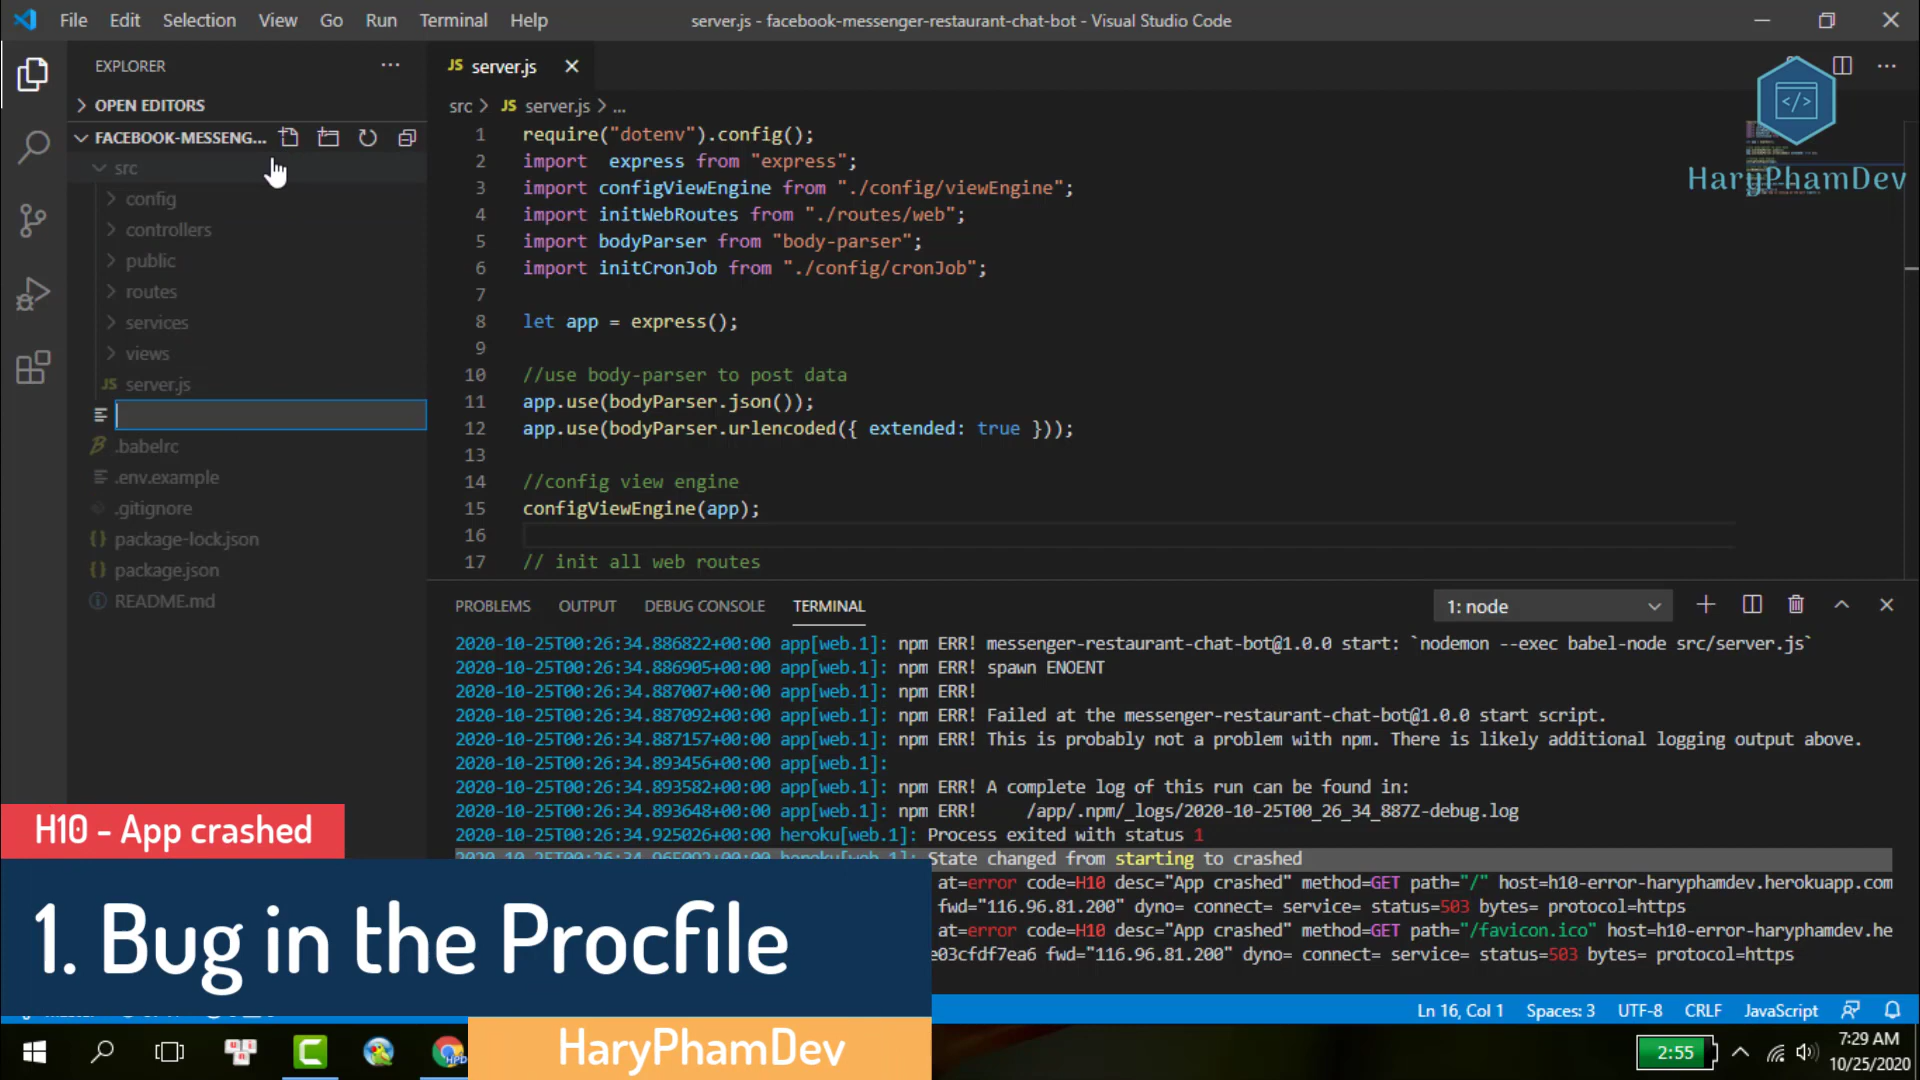 File Edit Selection View Go Run Terminal Help
server.js - facebook-messenger-restaurant-chat-bot - Visual Studio Code
EXPLORER
OPEN EDITORS
FACEBOOK-MESSENG...
src
config
controllers
public
routes
services
views
JS server.js
.babelrc
.env.example
.gitignore
{} package-lock.json
{} package.json
README.md
JS server.js
src > JS server.js > ...
1 require("dotenv").config();
2 import express from "express";
3 import configViewEngine from "./config/viewEngine";
4 import initWebRoutes from "./routes/web";
5 import bodyParser from "body-parser";
6 import initCronJob from "./config/cronJob";
7
8 let app = express();
9
10 //use body-parser to post data
11 app.use(bodyParser.json());
12 app.use(bodyParser.urlencoded({ extended: true }));
13
14 //config view engine
15 configViewEngine(app);
16
17 // init all web routes
</>
HaryPhamDev
PROBLEMS OUTPUT DEBUG CONSOLE TERMINAL
1: node
2020-10-25T00:26:34.886822+00:00 app[web.1]: npm ERR! messenger-restaurant-chat-bot@1.0.0 start: `nodemon --exec babel-node src/server.js`
2020-10-25T00:26:34.886905+00:00 app[web.1]: npm ERR! spawn ENOENT
2020-10-25T00:26:34.887007+00:00 app[web.1]: npm ERR!
2020-10-25T00:26:34.887092+00:00 app[web.1]: npm ERR! Failed at the messenger-restaurant-chat-bot@1.0.0 start script.
2020-10-25T00:26:34.887157+00:00 app[web.1]: npm ERR! This is probably not a problem with npm. There is likely additional logging output above.
2020-10-25T00:26:34.893456+00:00 app[web.1]:
2020-10-25T00:26:34.893582+00:00 app[web.1]: npm ERR! A complete log of this run can be found in:
2020-10-25T00:26:34.893648+00:00 app[web.1]: npm ERR! /app/.npm/_logs/2020-10-25T00_26_34_887Z-debug.log
2020-10-25T00:26:34.925026+00:00 heroku[web.1]: Process exited with status 1
State changed from starting to crashed
at=error code=H10 desc="App crashed" method=GET path="/" host=h10-error-haryphamdev.herokuapp.com
fwd="116.96.81.200" dyno= connect= service= status=503 bytes= protocol=https
at=error code=H10 desc="App crashed" method=GET path="/favicon.ico" host=h10-error-haryphamdev.he
e03cfdf7ea6 fwd="116.96.81.200" dyno= connect= service= status=503 bytes= protocol=https
H10 - App crashed
1. Bug in the Procfile
HaryPhamDev
Ln 16, Col 1 Spaces: 3 UTF-8 CRLF JavaScript
2:55
7:29 AM
10/25/2020